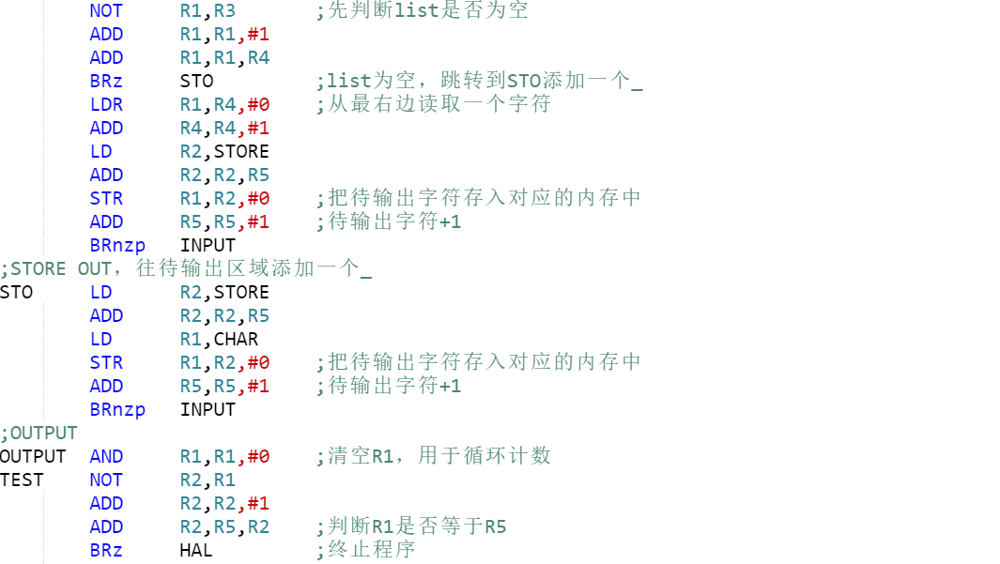 NOT R1,R3 ;先判断list是否为空
ADD R1,R1,#1
ADD R1,R1,R4
BRz STO ;list为空，跳转到STO添加一个_
LDR R1,R4,#0 ;从最右边读取一个字符
ADD R4,R4,#1
LD R2,STORE
ADD R2,R2,R5
STR R1,R2,#0 ;把待输出字符存入对应的内存中
ADD R5,R5,#1 ;待输出字符+1
BRnzp INPUT
;STORE OUT，往待输出区域添加一个_
STO LD R2,STORE
ADD R2,R2,R5
LD R1,CHAR
STR R1,R2,#0 ;把待输出字符存入对应的内存中
ADD R5,R5,#1 ;待输出字符+1
BRnzp INPUT
;OUTPUT
OUTPUT AND R1,R1,#0 ;清空R1，用于循环计数
TEST NOT R2,R1
ADD R2,R2,#1
ADD R2,R5,R2 ;判断R1是否等于R5
BRz HAL ;终止程序